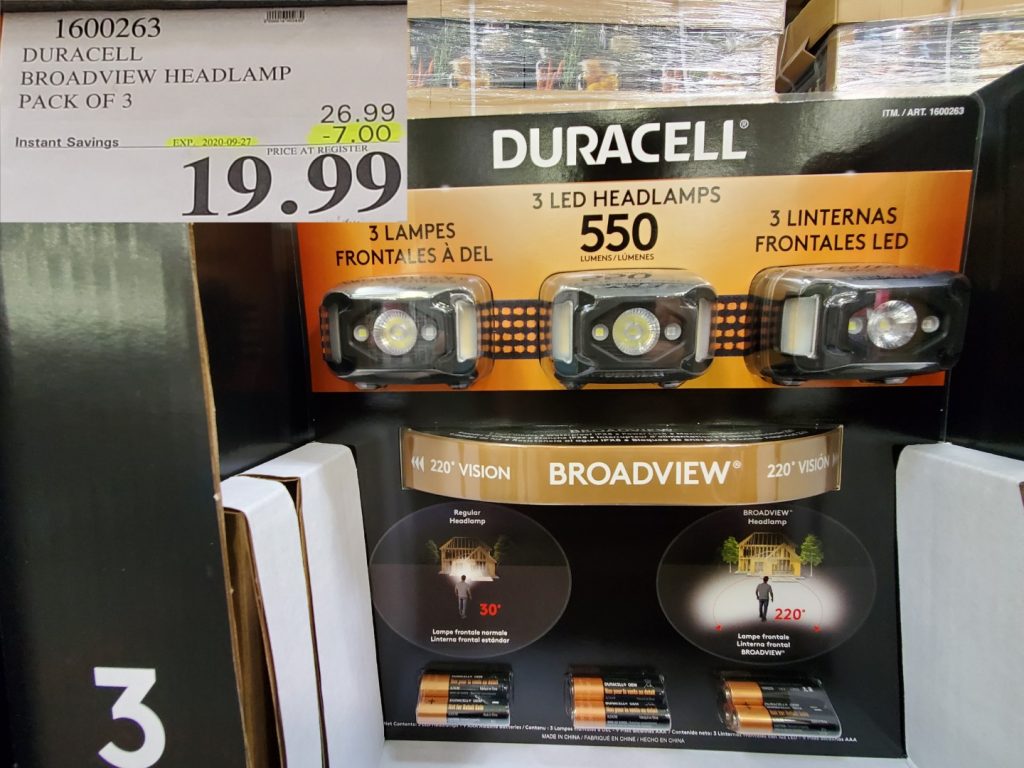 1600263
DURACELL
BROADVIEW HEADLAMP
PACK OF 3
26.99
Instant Savings EXP. 2020-09-27 -7.00
PRICE AT REGISTER
19.99
ITM. / ART. 1600263
DURACELL®
3 LED HEADLAMPS
550
LUMENS/LÚMENES
3 LAMPES
FRONTALES À DEL
3 LINTERNAS
FRONTALES LED
220° VISION
BROADVIEW®
220° VISIÓN
Regular
Headlamp
30°
Lampe frontale normale
Linterna frontal estándar
BROADVIEW™
Headlamp
220°
Lampe frontale
Linterna frontal
BROADVIEW®
DURACELL
MADE IN CHINA / FABRIQUÉ EN CHINE / HECHO EN CHINA
3